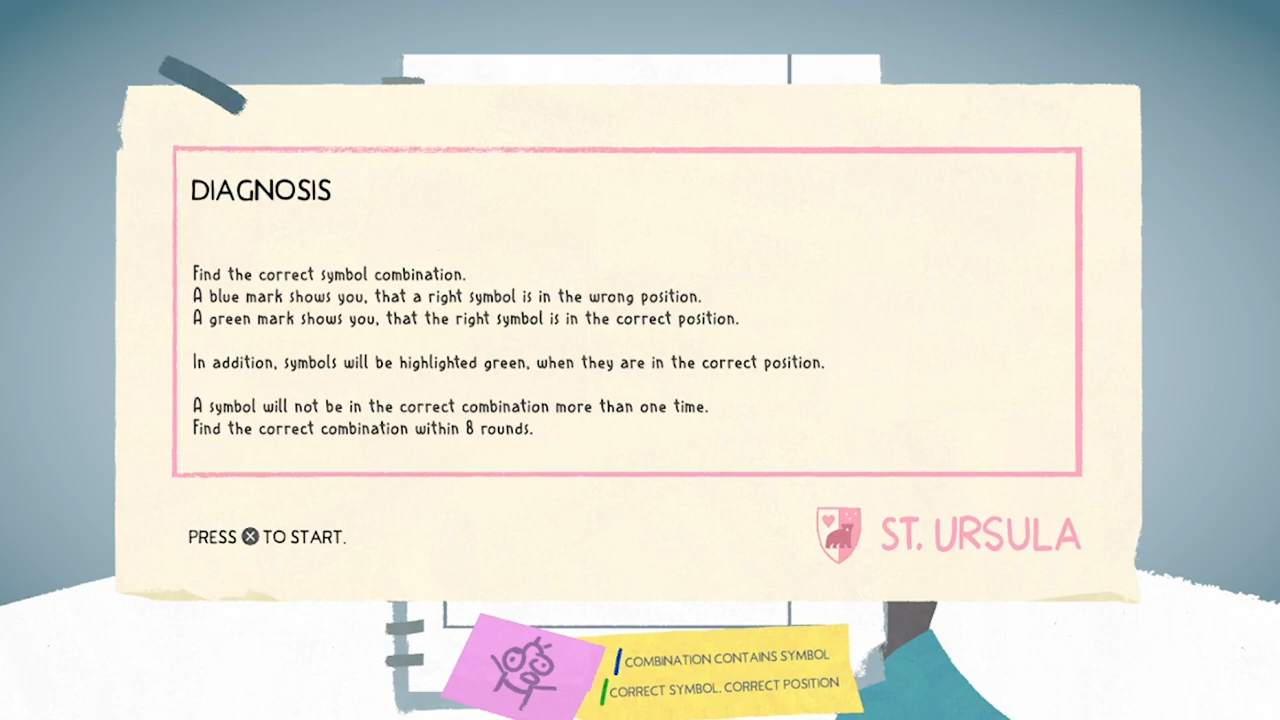 DIAGNOSIS
Find the correct symbol combination.
A blue mark shows you, that a right symbol is in the wrong position.
A green mark shows you, that the right symbol is in the correct position.
In addition, symbols will be highlighted green, when they are in the correct position.
A symbol will not be in the correct combination more than one time.
Find the correct combination within 8 rounds.
PRESS X TO START.
ST. URSULA
COMBINATION CONTAINS SYMBOL
CORRECT SYMBOL. CORRECT POSITION